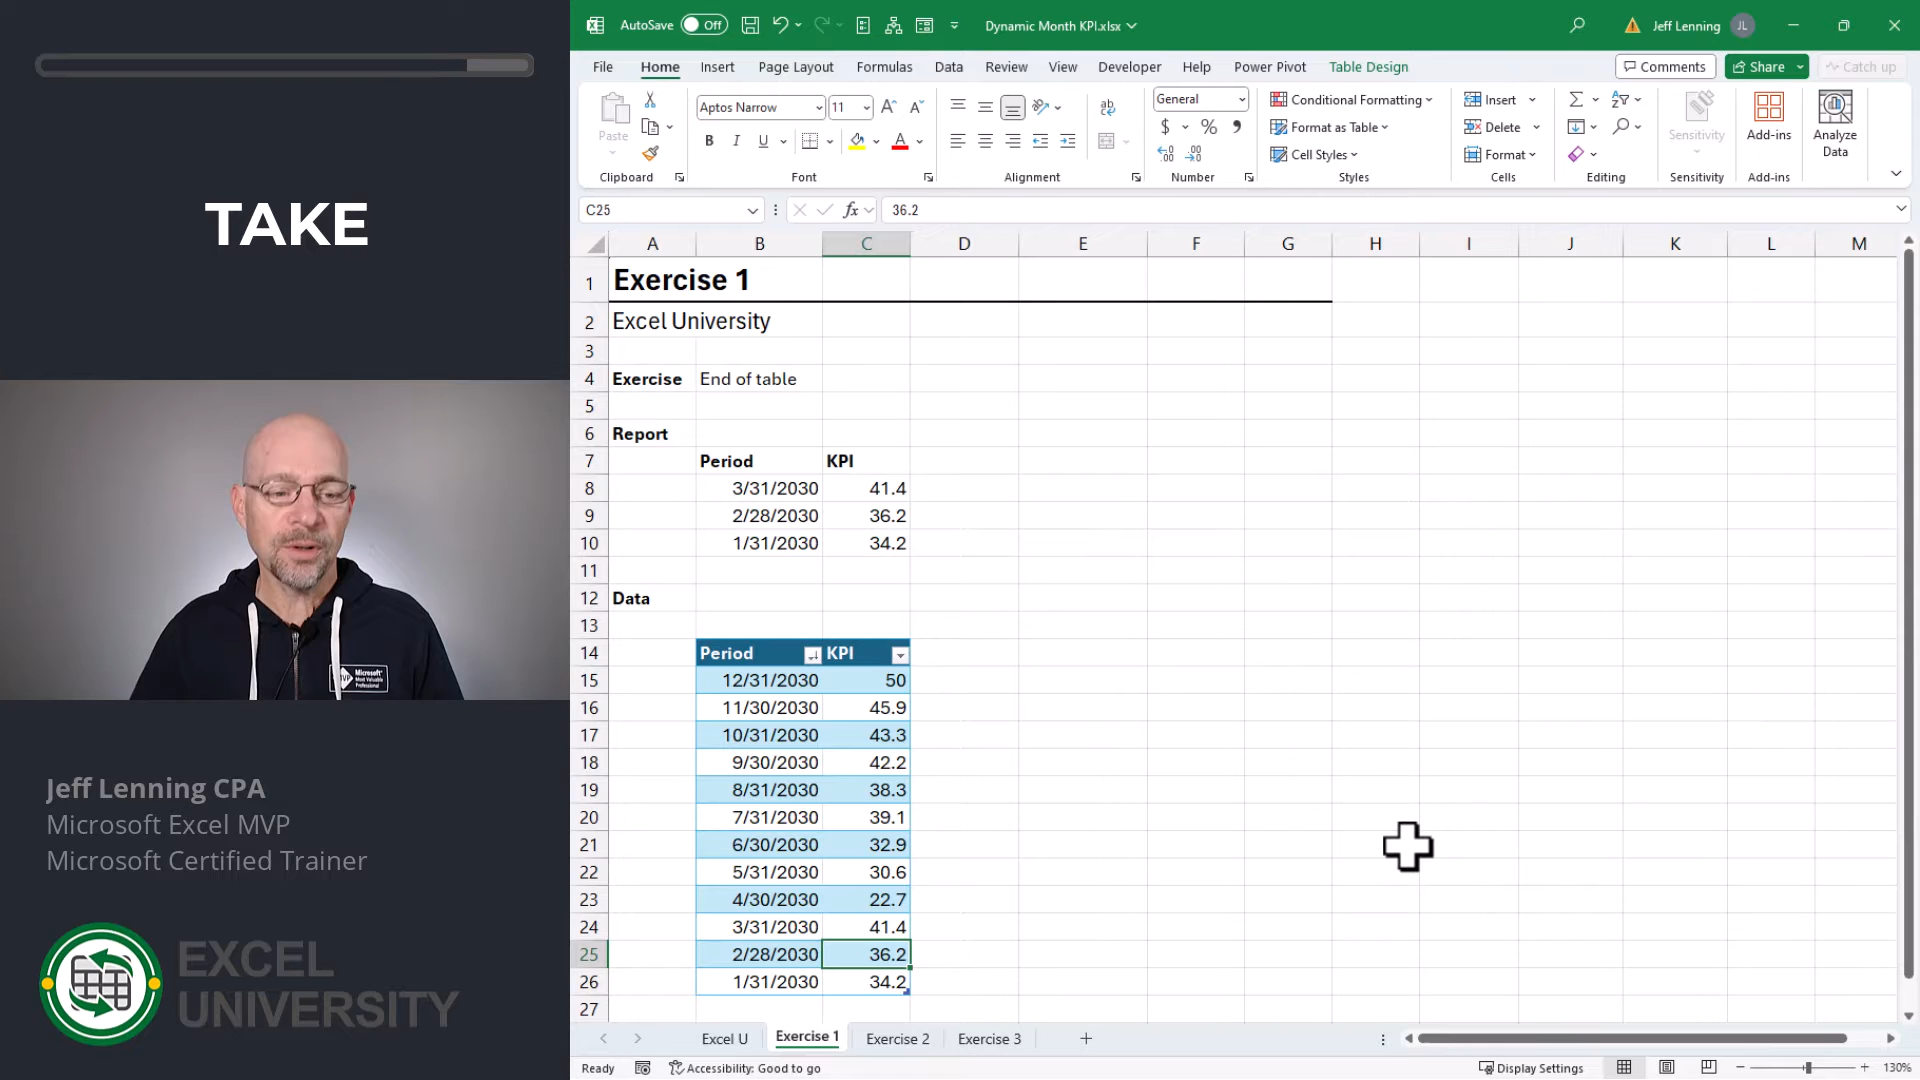 TAKE
Jeff Lenning CPA
Microsoft Excel MVP
Microsoft Certified Trainer
EXCEL
UNIVERSITY
MVP Microsoft
Most Valuable
Professional
AutoSave Off Dynamic Month KPI.xlsx Jeff Lenning JL
File Home Insert Page Layout Formulas Data Review View Developer Help Power Pivot Table Design Comments Share Catch up
Paste
Clipboard
Aptos Narrow 11
B I U
Font
Alignment
General
$ % ,
Number
Conditional Formatting
Format as Table
Cell Styles
Styles
Insert
Delete
Format
Cells
Editing
Sensitivity
Sensitivity
Add-ins
Add-ins
Analyze
Data
C25 fx 36.2
A B C D E F G H I J K L M
1 Exercise 1
2 Excel University
3
4 Exercise End of table
5
6 Report
7 Period KPI
8 3/31/2030 41.4
9 2/28/2030 36.2
10 1/31/2030 34.2
11
12 Data
13
14 Period KPI
15 12/31/2030 50
16 11/30/2030 45.9
17 10/31/2030 43.3
18 9/30/2030 42.2
19 8/31/2030 38.3
20 7/31/2030 39.1
21 6/30/2030 32.9
22 5/31/2030 30.6
23 4/30/2030 22.7
24 3/31/2030 41.4
25 2/28/2030 36.2
26 1/31/2030 34.2
27
Excel U Exercise 1 Exercise 2 Exercise 3
Ready Accessibility: Good to go Display Settings 130%